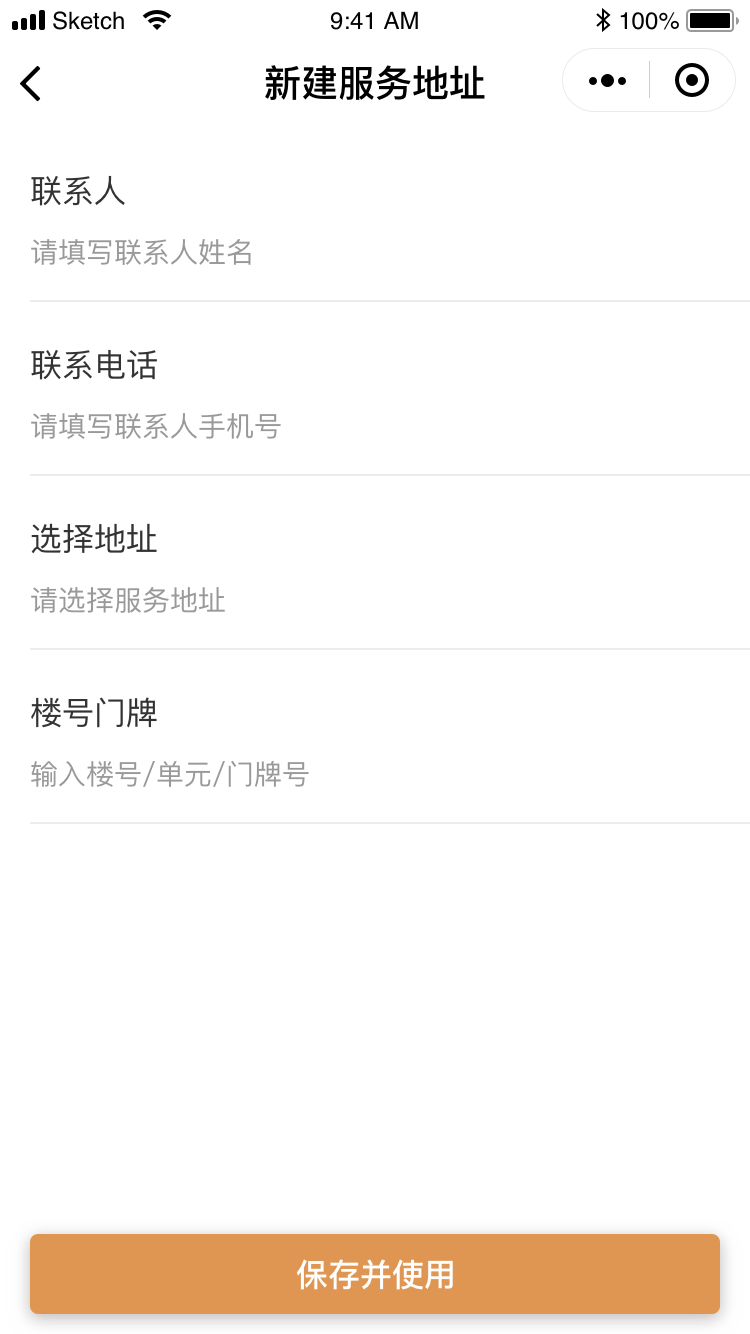 Sketch 9:41 AM 100%
新建服务地址
联系人
请填写联系人姓名
联系电话
请填写联系人手机号
选择地址
请选择服务地址
楼号门牌
输入楼号/单元/门牌号
保存并使用